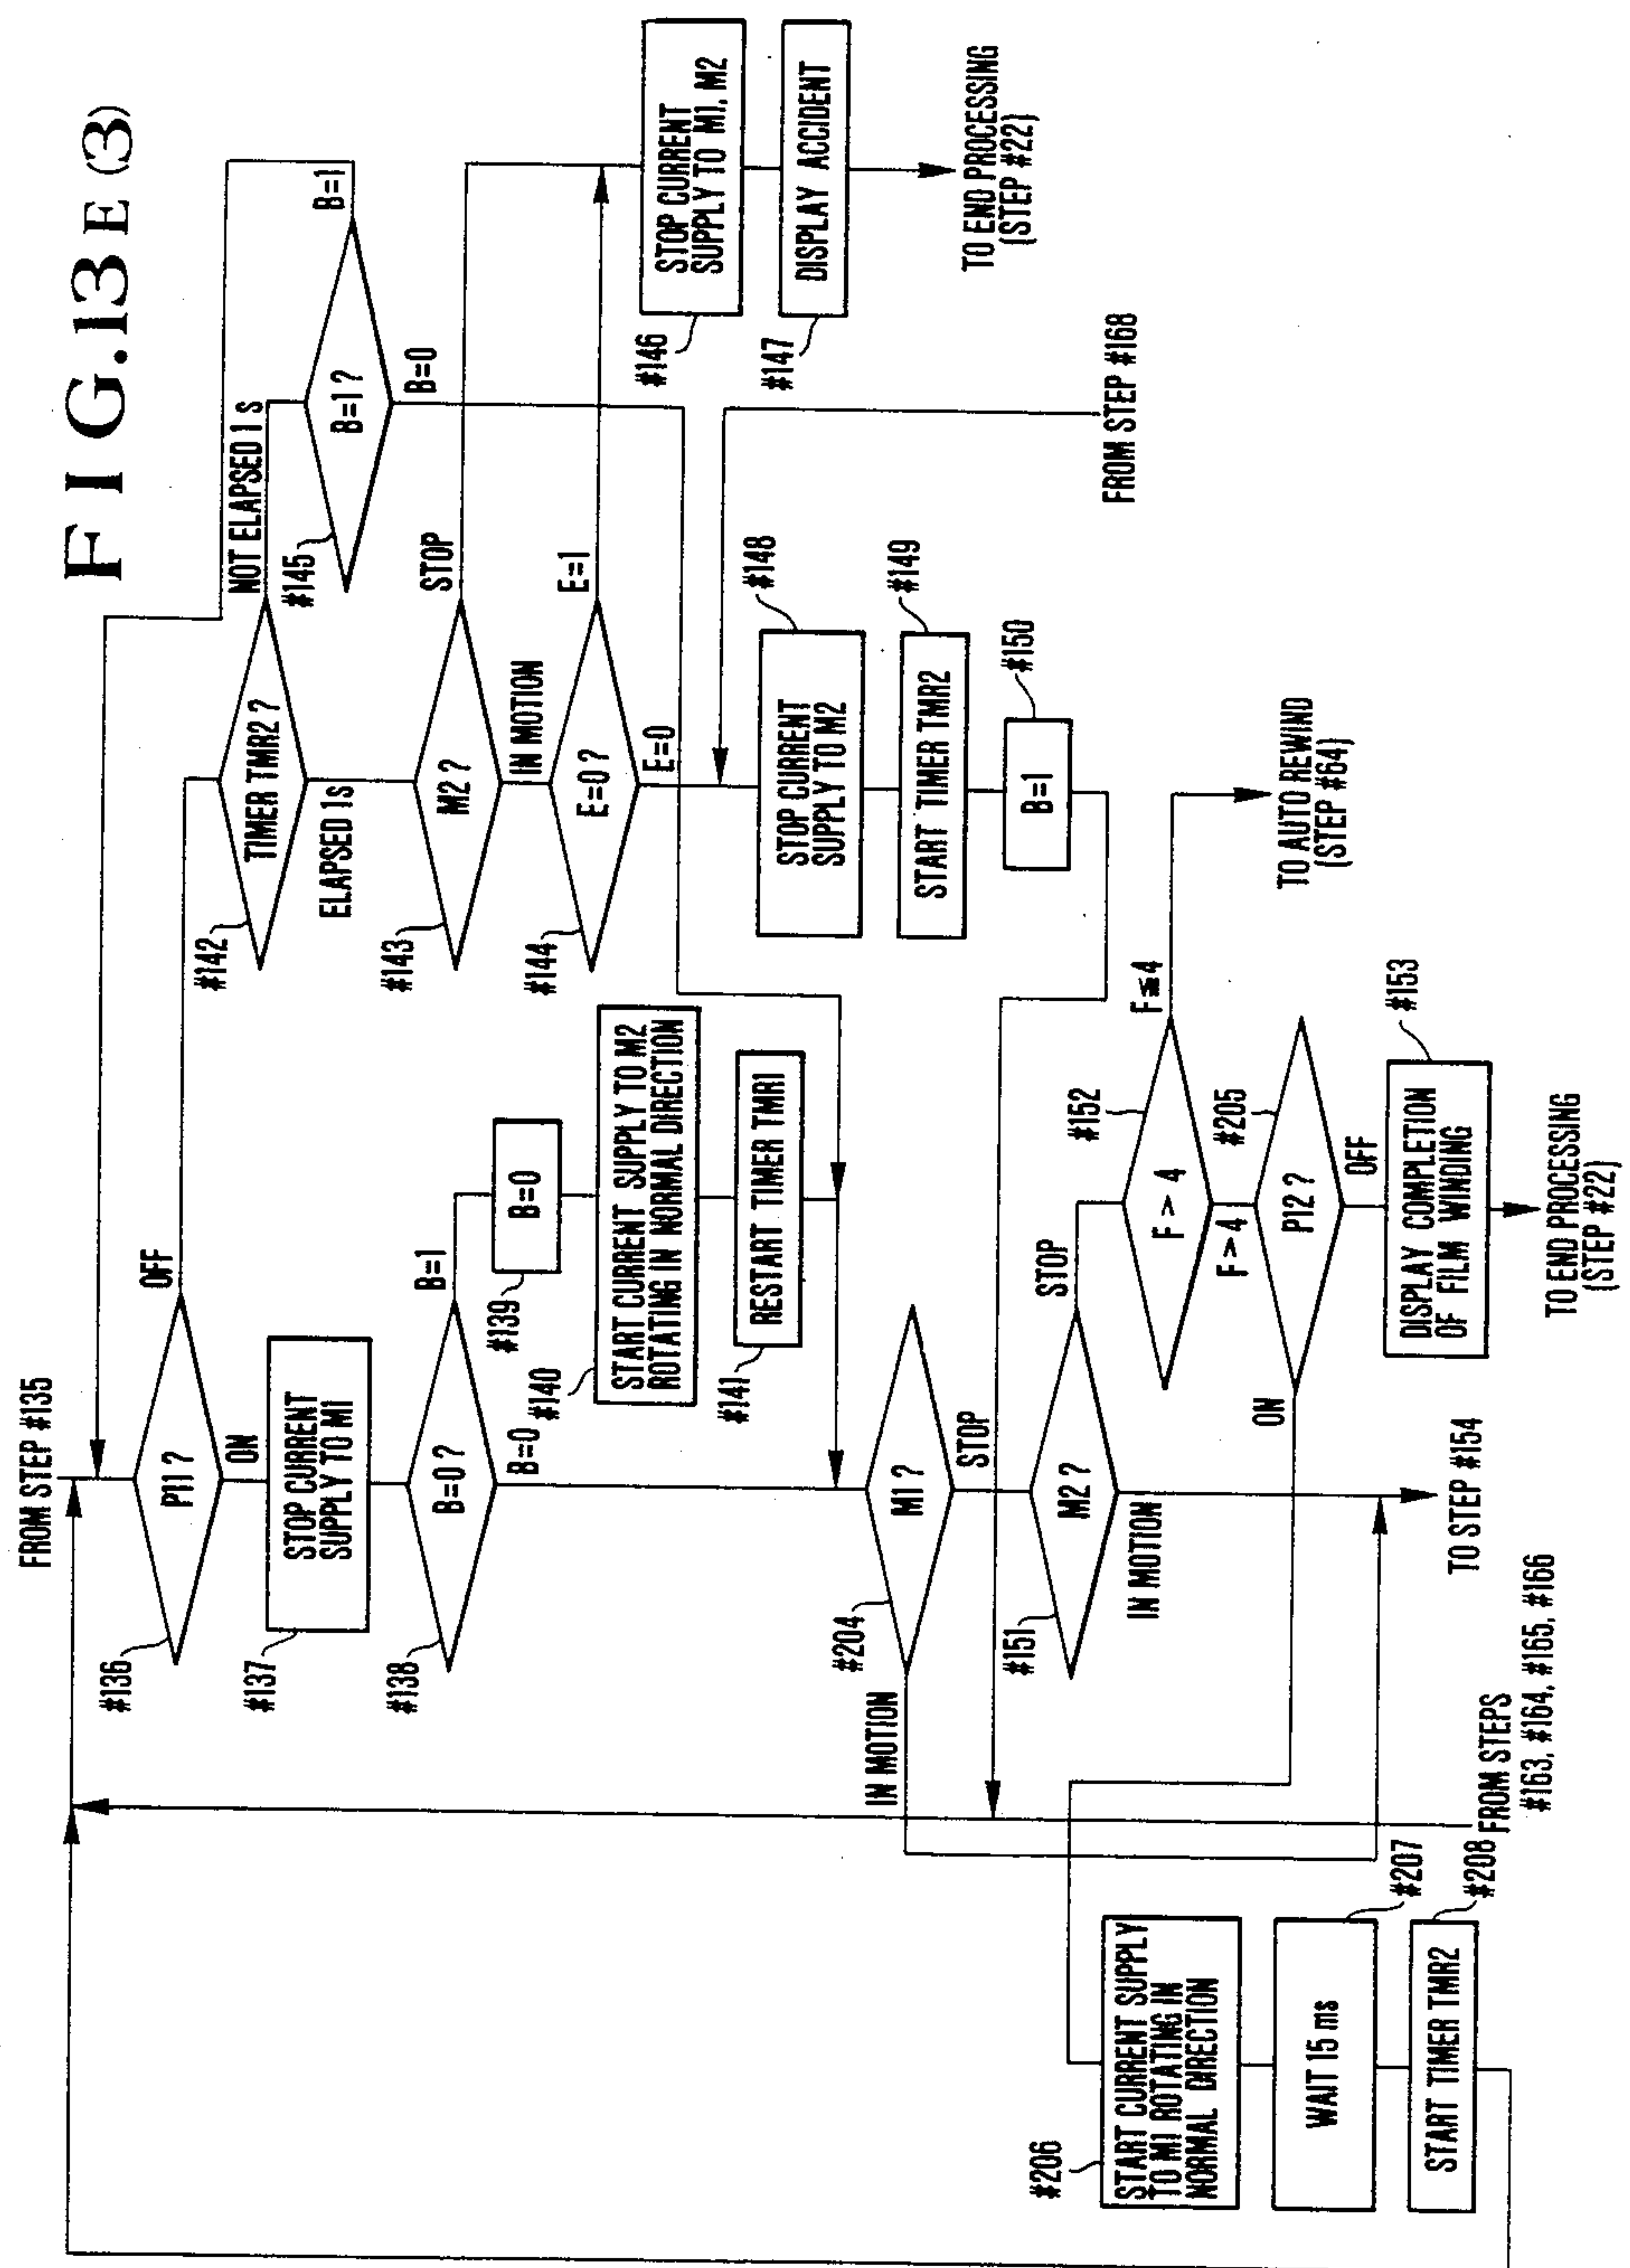 FIG.13E(3)
FROM STEP #135
#136
P11 ?
OFF
ON
#137
STOP CURRENT
SUPPLY TO M1
#138
B=0 ?
B=1
B=0
#139
B=0
#140
START CURRENT SUPPLY TO M2
ROTATING IN NORMAL DIRECTION
#141
RESTART TIMER TMR1
#142
TIMER TMR2 ?
NOT ELAPSED 1s
ELAPSED 1s
#145
B=1 ?
B=1
B=0
#143
M2 ?
STOP
IN MOTION
#144
E=0 ?
E=1
E=0
#146
STOP CURRENT
SUPPLY TO M1, M2
#147
DISPLAY ACCIDENT
TO END PROCESSING
(STEP #22)
FROM STEP #168
#148
STOP CURRENT
SUPPLY TO M2
#149
START TIMER TMR2
#150
B=1
#204
M1 ?
IN MOTION
STOP
#151
M2 ?
STOP
IN MOTION
#152
F > 4
F≦4
F>4
TO AUTO REWIND
(STEP #64)
#205
P12 ?
ON
OFF
#153
DISPLAY COMPLETION
OF FILM WINDING
TO END PROCESSING
(STEP #22)
TO STEP #154
FROM STEPS
#163, #164, #165, #166
#206
START CURRENT SUPPLY
TO M1 ROTATING IN
NORMAL DIRECTION
#207
WAIT 15 ms
#208
START TIMER TMR2